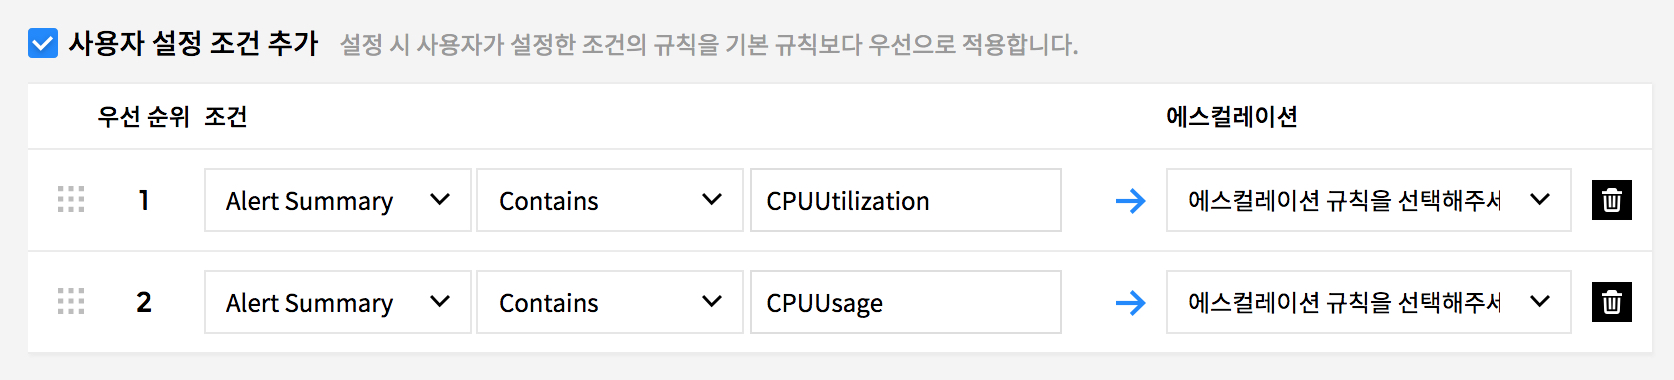 사용자 설정 조건 추가 설정 시 사용자가 설정한 조건의 규칙을 기본 규칙보다 우선으로 적용합니다.
우선 순위 조건 에스컬레이션
1 Alert Summary Contains CPUUtilization → 에스컬레이션 규칙을 선택해주세
2 Alert Summary Contains CPUUsage → 에스컬레이션 규칙을 선택해주세